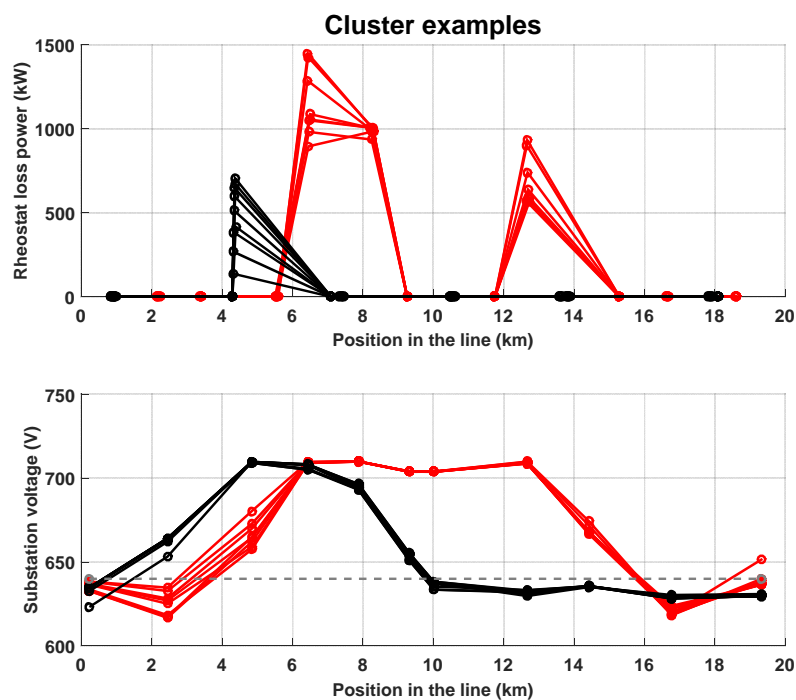 Cluster examples
Rheostat loss power (kW)
1500
1000
500
0
0 2 4 6 8 10 12 14 16 18 20
Position in the line (km)
Substation voltage (V)
750
700
650
600
0 2 4 6 8 10 12 14 16 18 20
Position in the line (km)